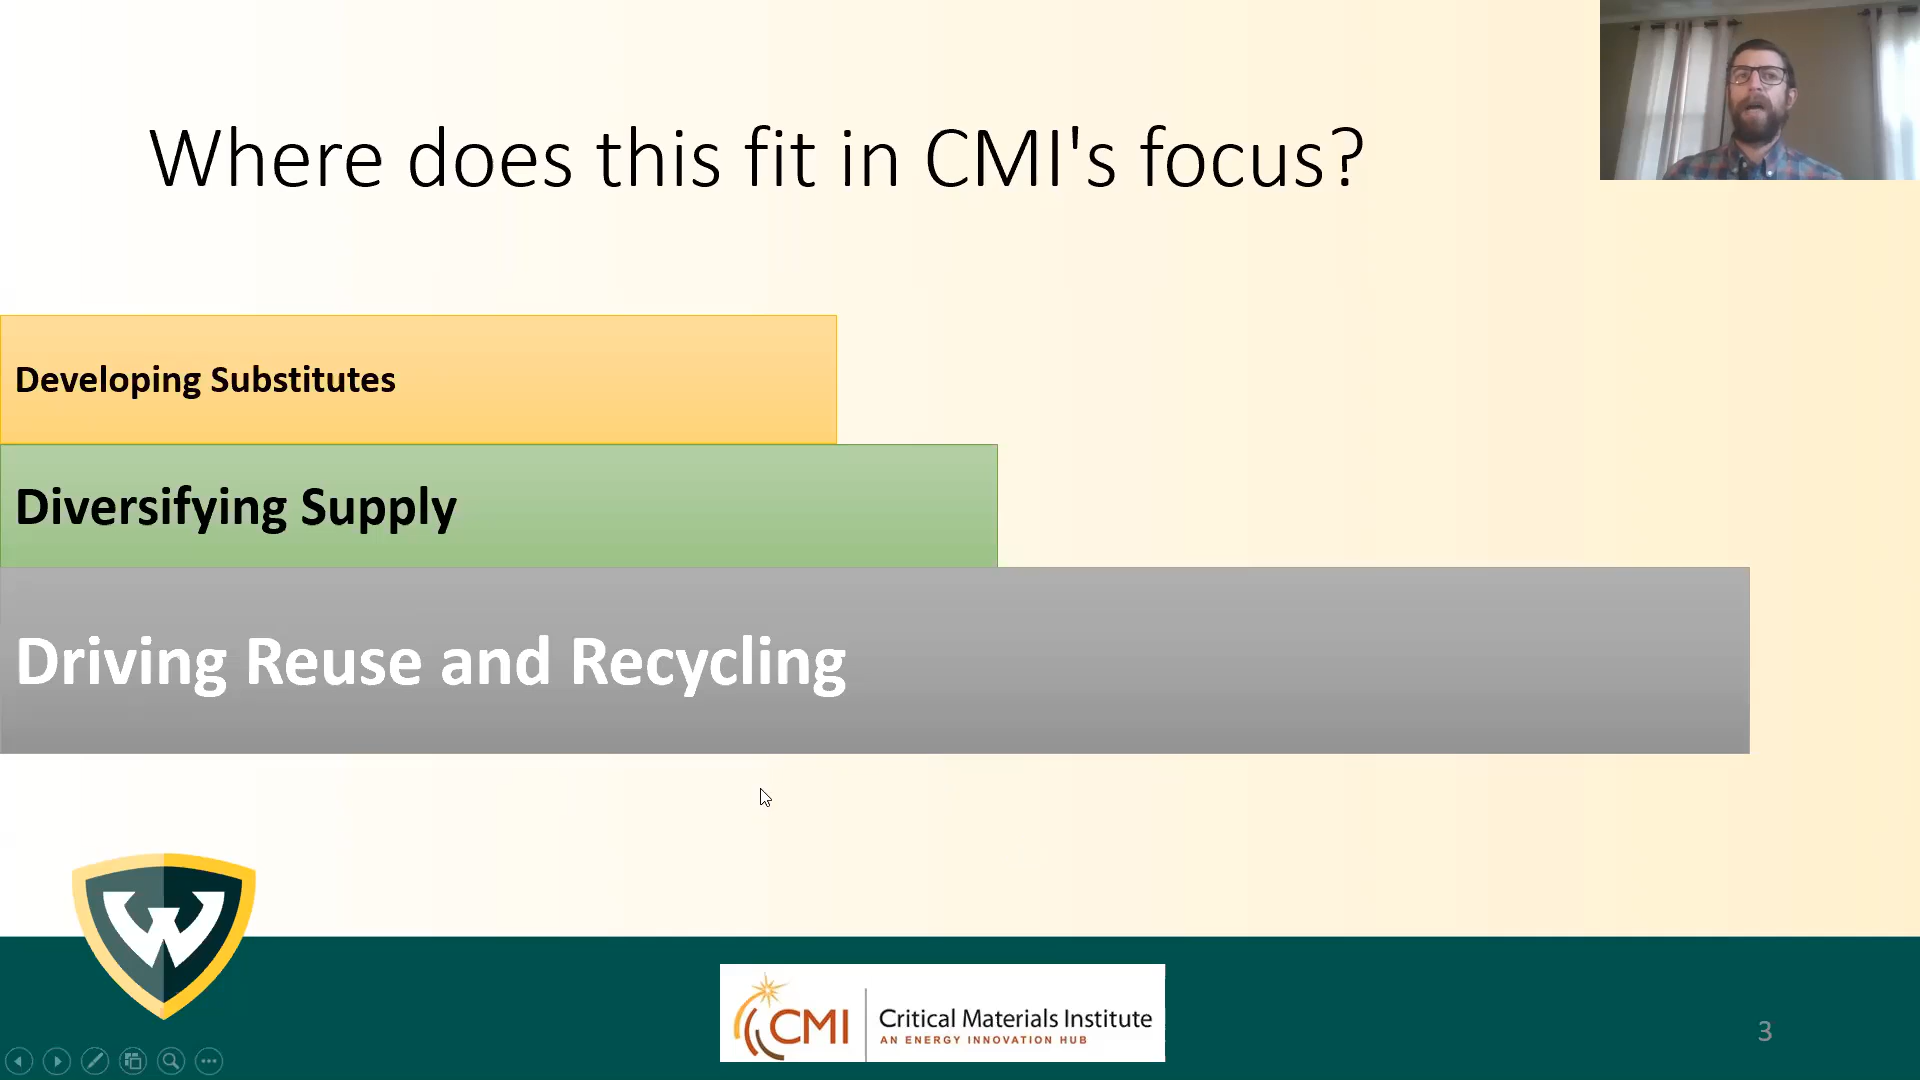 Where does this fit in CMI's focus?
Developing Substitutes
Diversifying Supply
Driving Reuse and Recycling
W
CMI
Critical Materials Institute
AN ENERGY INNOVATION HUB
3